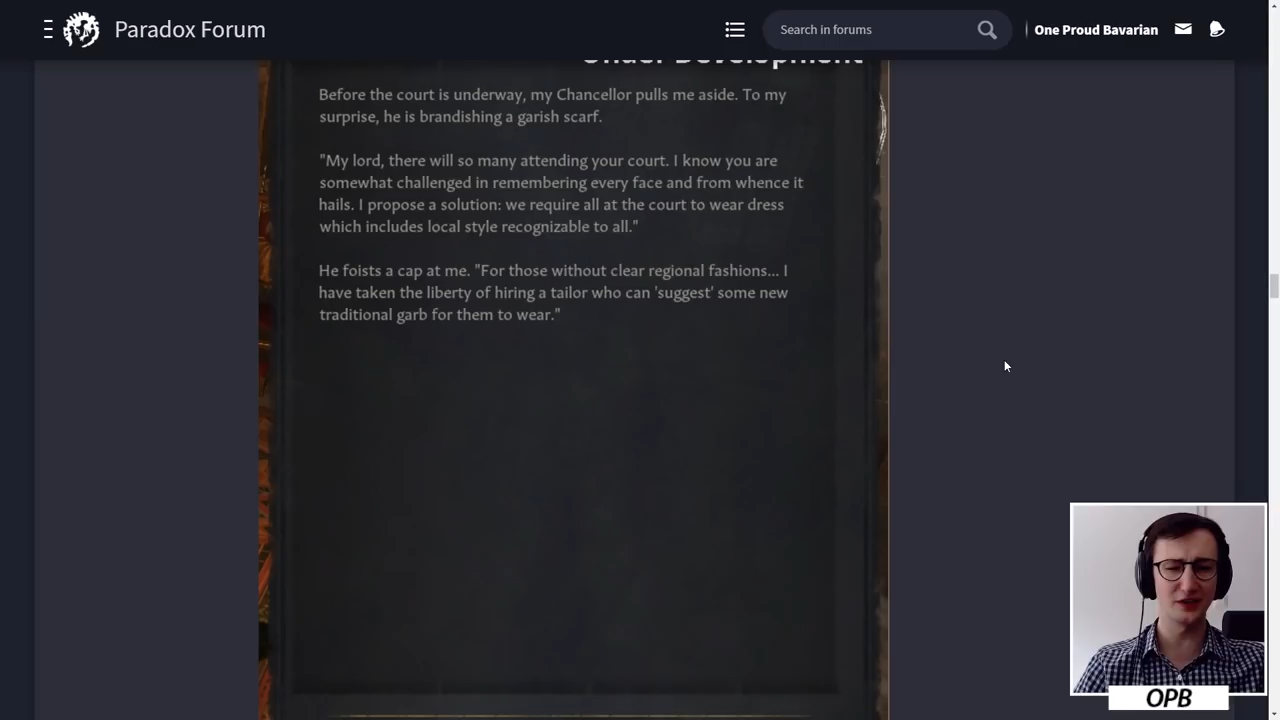 Paradox Forum
Search in forums
One Proud Bavarian
Under Development
Before the court is underway, my Chancellor pulls me aside. To my
surprise, he is brandishing a garish scarf.
"My lord, there will so many attending your court. I know you are
somewhat challenged in remembering every face and from whence it
hails. I propose a solution: we require all at the court to wear dress
which includes local style recognizable to all."
He foists a cap at me. "For those without clear regional fashions... I
have taken the liberty of hiring a tailor who can 'suggest' some new
traditional garb for them to wear."
OPB